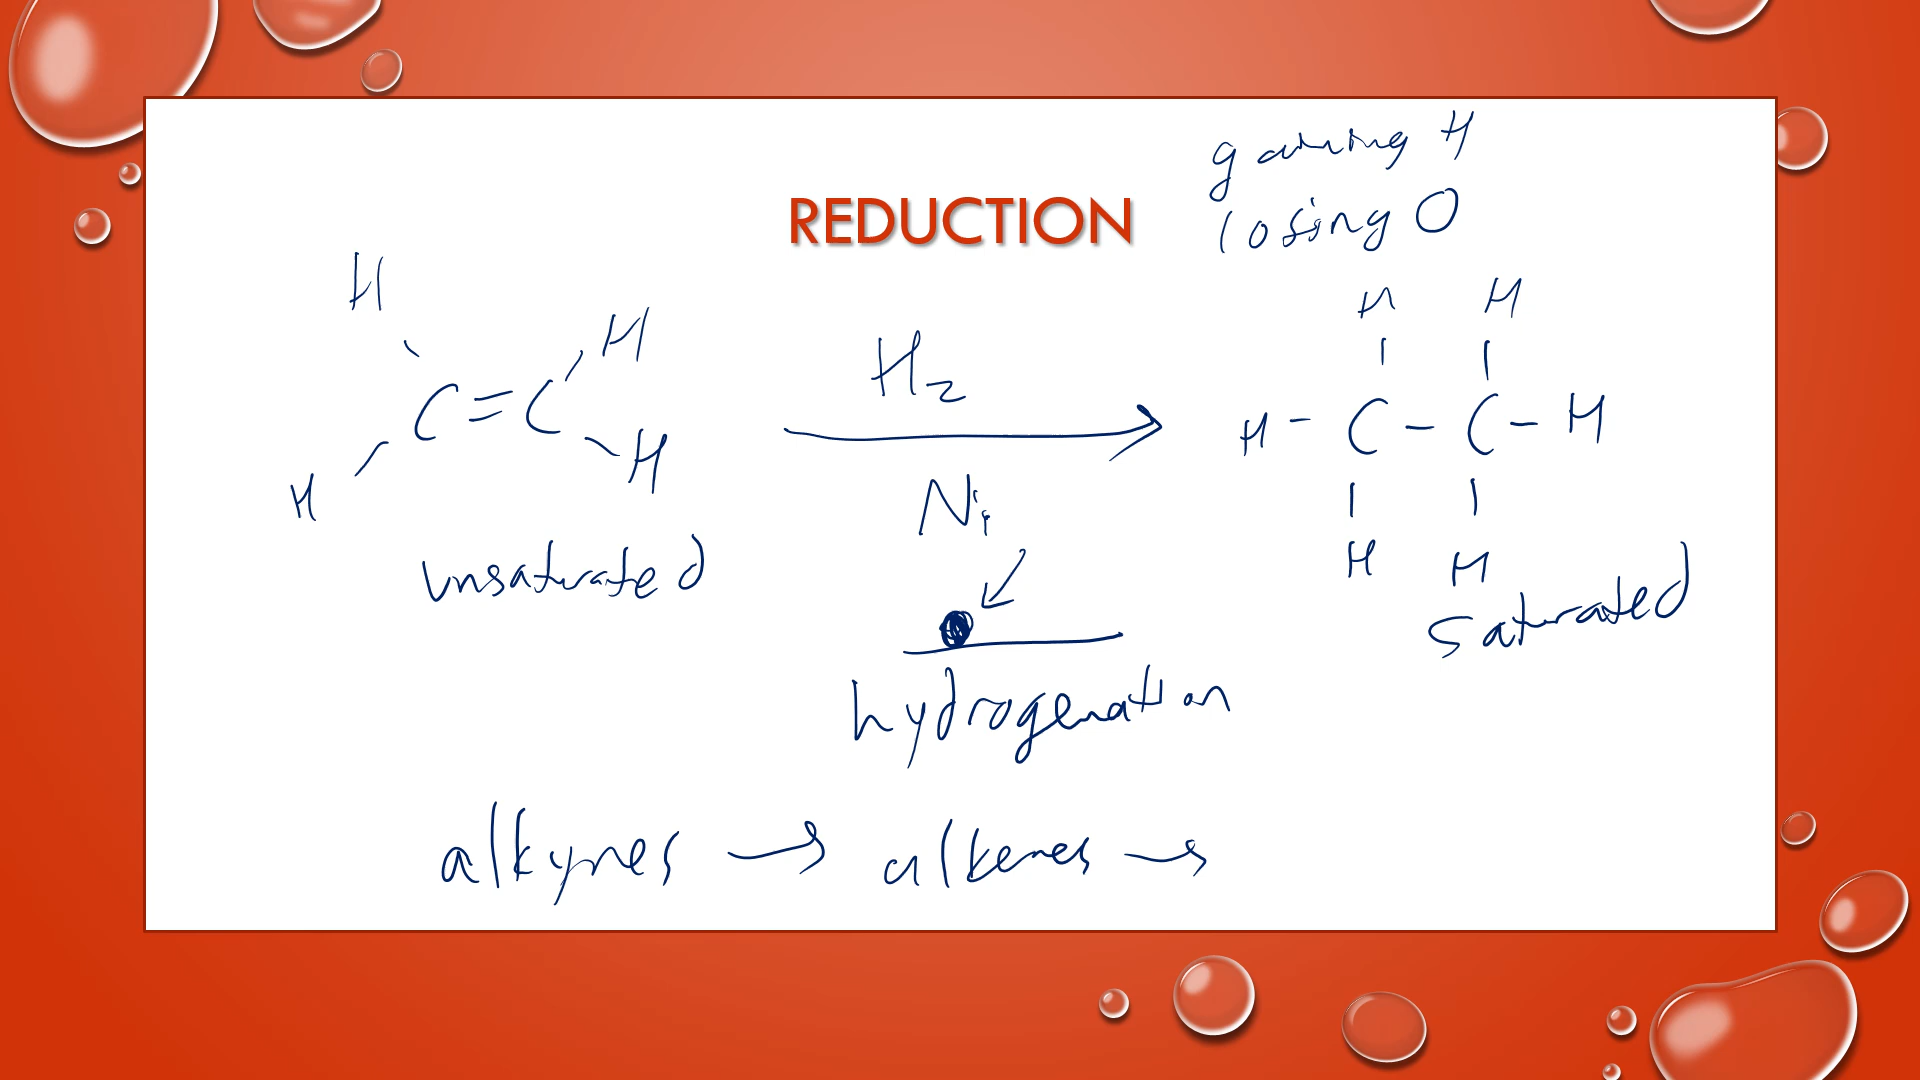 REDUCTION
gaining H
losing O
H H
C=C
H H
unsaturated
H₂
Ni
hydrogenation
H H
H - C - C - H
H H
saturated
alkynes → alkenes →